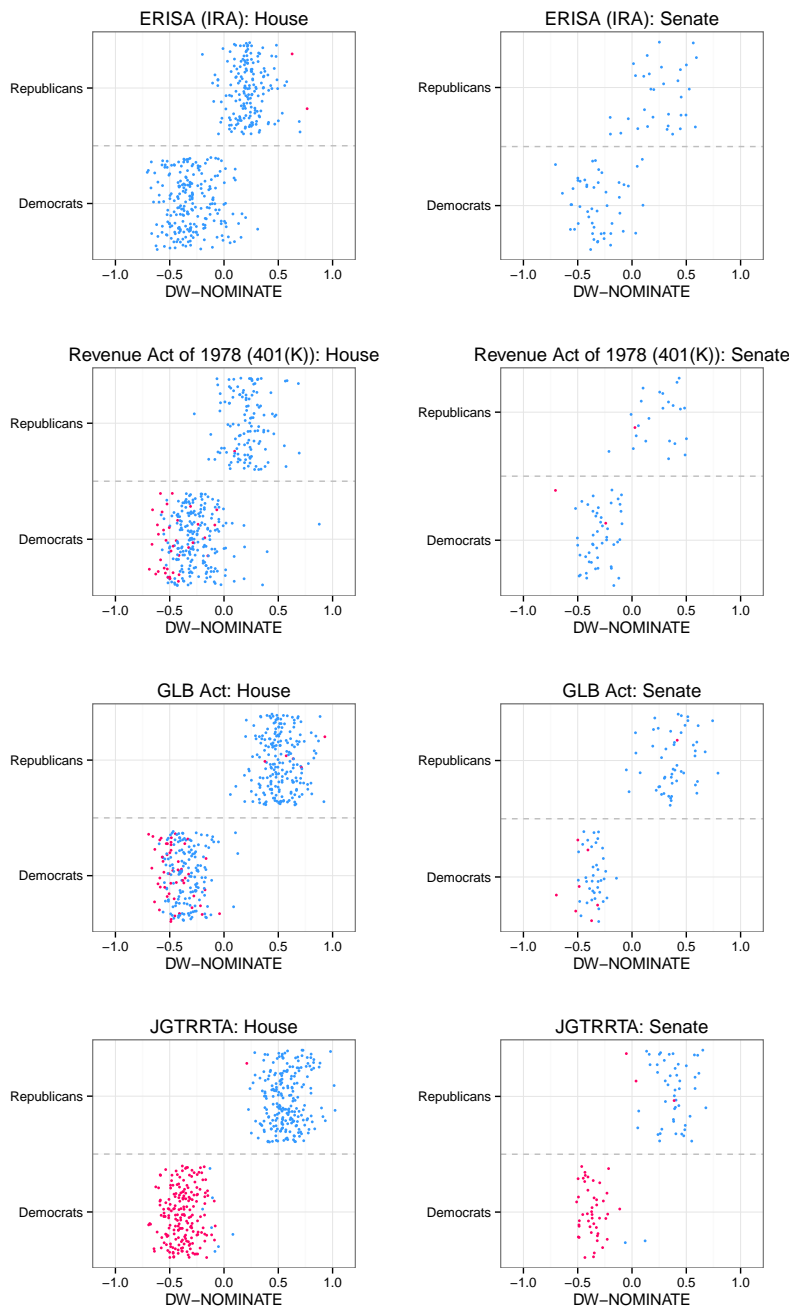 ERISA (IRA): House
Republicans
Democrats
−1.0 −0.5 0.0 0.5 1.0
DW−NOMINATE
ERISA (IRA): Senate
Republicans
Democrats
−1.0 −0.5 0.0 0.5 1.0
DW−NOMINATE
Revenue Act of 1978 (401(K)): House
Republicans
Democrats
−1.0 −0.5 0.0 0.5 1.0
DW−NOMINATE
Revenue Act of 1978 (401(K)): Senate
Republicans
Democrats
−1.0 −0.5 0.0 0.5 1.0
DW−NOMINATE
GLB Act: House
Republicans
Democrats
−1.0 −0.5 0.0 0.5 1.0
DW−NOMINATE
GLB Act: Senate
Republicans
Democrats
−1.0 −0.5 0.0 0.5 1.0
DW−NOMINATE
JGTRRTA: House
Republicans
Democrats
−1.0 −0.5 0.0 0.5 1.0
DW−NOMINATE
JGTRRTA: Senate
Republicans
Democrats
−1.0 −0.5 0.0 0.5 1.0
DW−NOMINATE